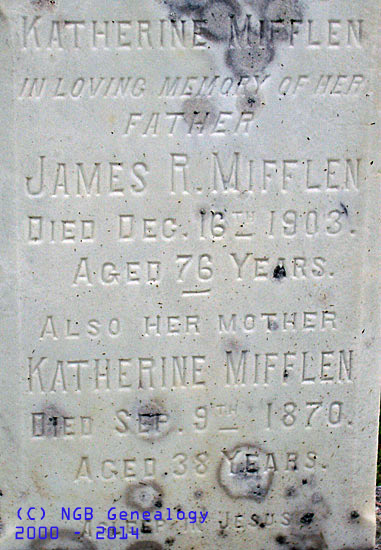 KATHERINE MIFFLEN
IN LOVING MEMORY OF HER
FATHER
JAMES R. MIFFLEN
DIED DEC. 16TH 1903.
AGED 76 YEARS.
ALSO HER MOTHER
KATHERINE MIFFLEN
DIED SEP. 9TH 1870.
AGED 38 YEARS.
(C) NGB Genealogy
2000 - 2014
JESUS